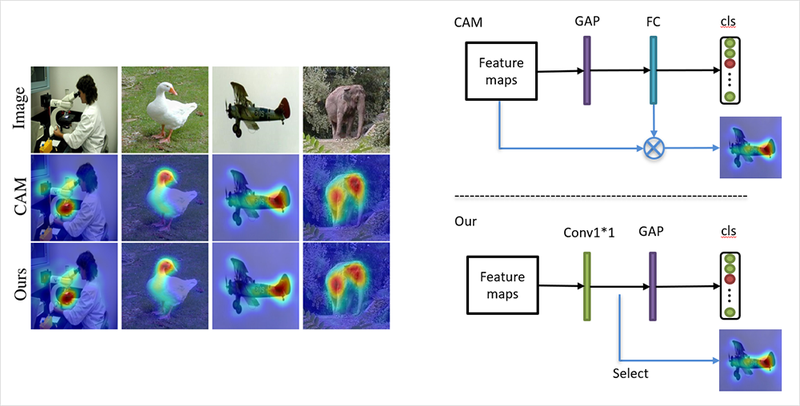 Image
CAM
Ours
CAM
GAP
FC
cls
Feature
maps
Our
Conv1*1
GAP
cls
Feature
maps
Select